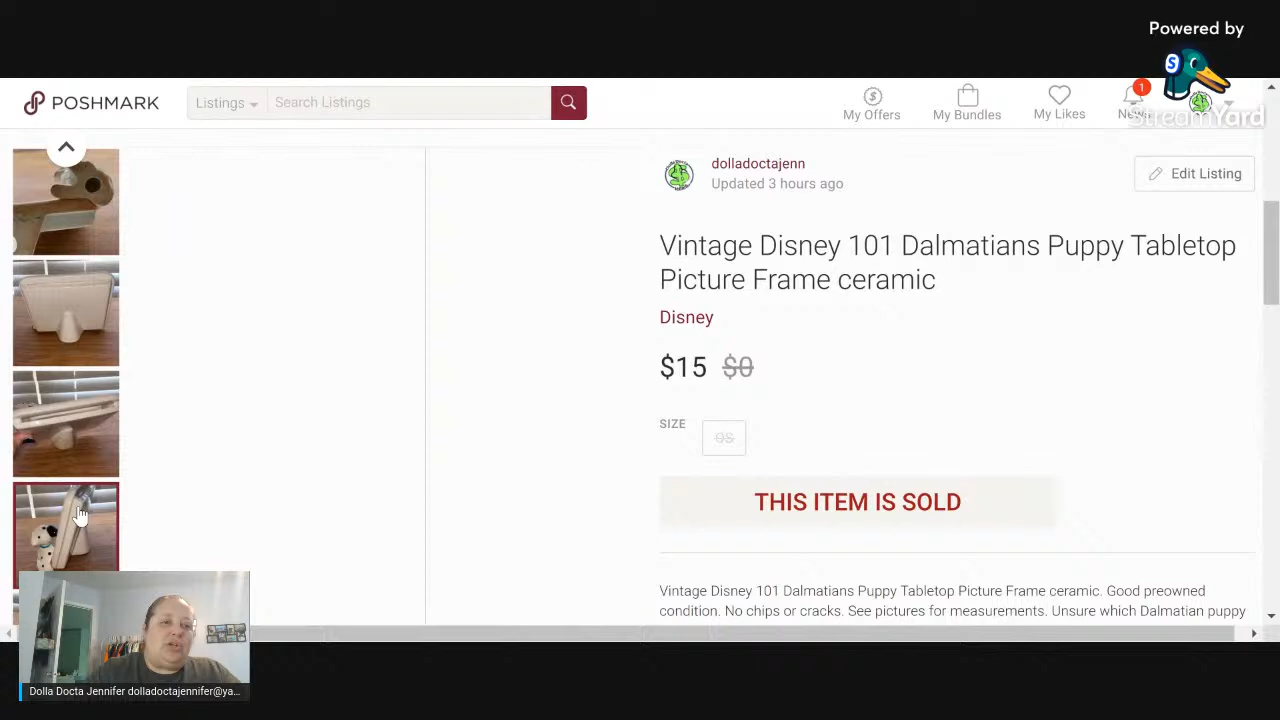 Powered by
StreamYard
POSHMARK
Listings
Search Listings
My Offers
My Bundles
My Likes
1
dolladoctajenn
Updated 3 hours ago
Edit Listing
Vintage Disney 101 Dalmatians Puppy Tabletop
Picture Frame ceramic
Disney
$15 $0
SIZE
OS
THIS ITEM IS SOLD
Vintage Disney 101 Dalmatians Puppy Tabletop Picture Frame ceramic. Good preowned
condition. No chips or cracks. See pictures for measurements. Unsure which Dalmatian puppy
Dolla Docta Jennifer dolladoctajennifer@ya...